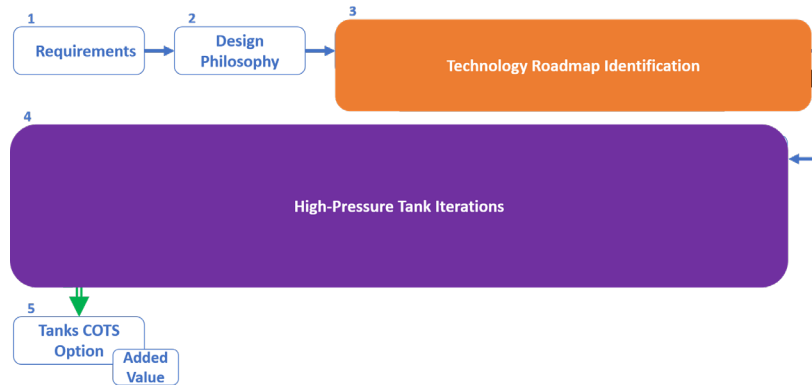 1
Requirements
2
Design
Philosophy
3
Technology Roadmap Identification
4
High-Pressure Tank Iterations
5
Tanks COTS
Option
Added
Value